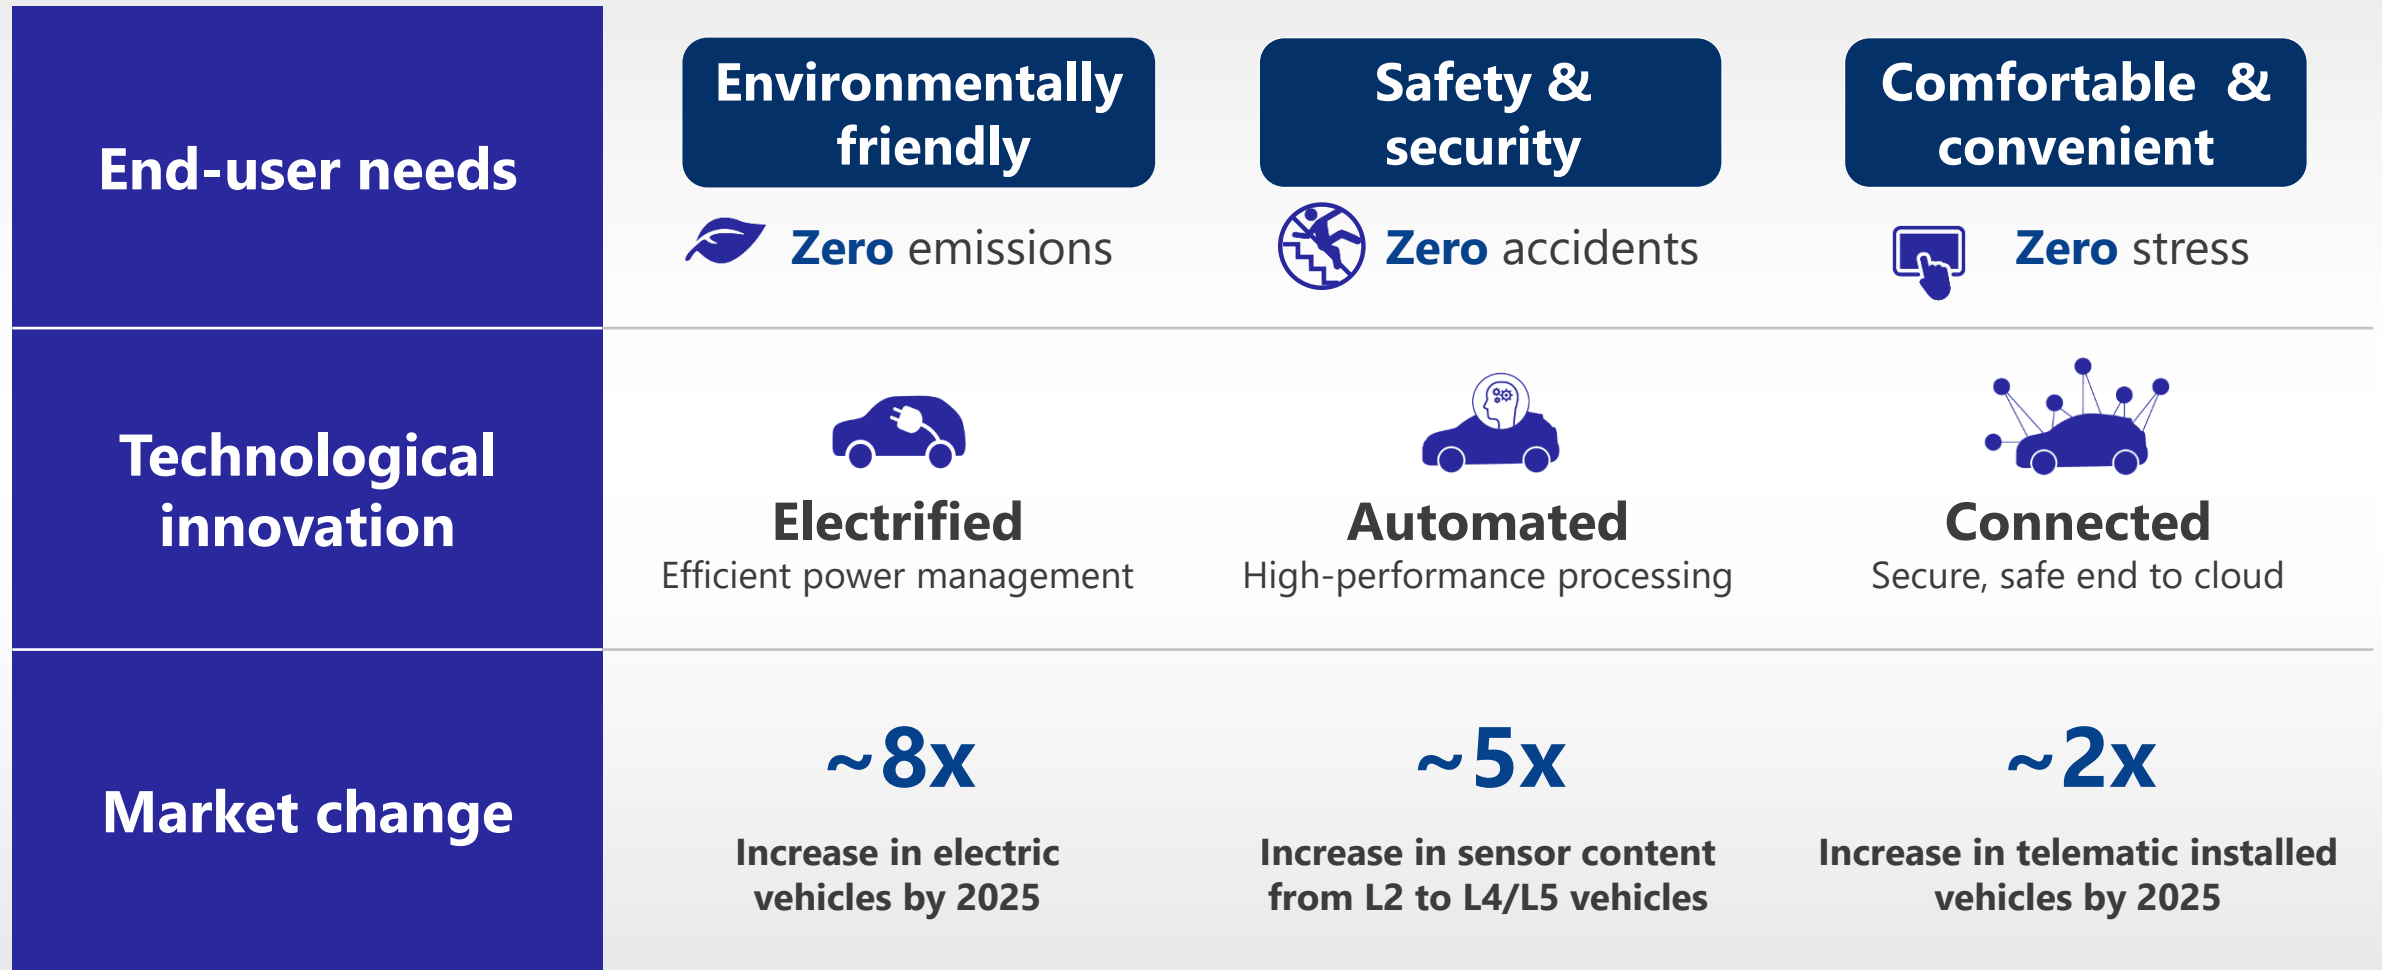 End-user needs
Environmentally
friendly
Safety &
security
Comfortable &
convenient
Zero emissions
Zero accidents
Zero stress
Technological
innovation
Electrified
Efficient power management
Automated
High-performance processing
Connected
Secure, safe end to cloud
Market change
~8x
Increase in electric
vehicles by 2025
~5x
Increase in sensor content
from L2 to L4/L5 vehicles
~2x
Increase in telematic installed
vehicles by 2025